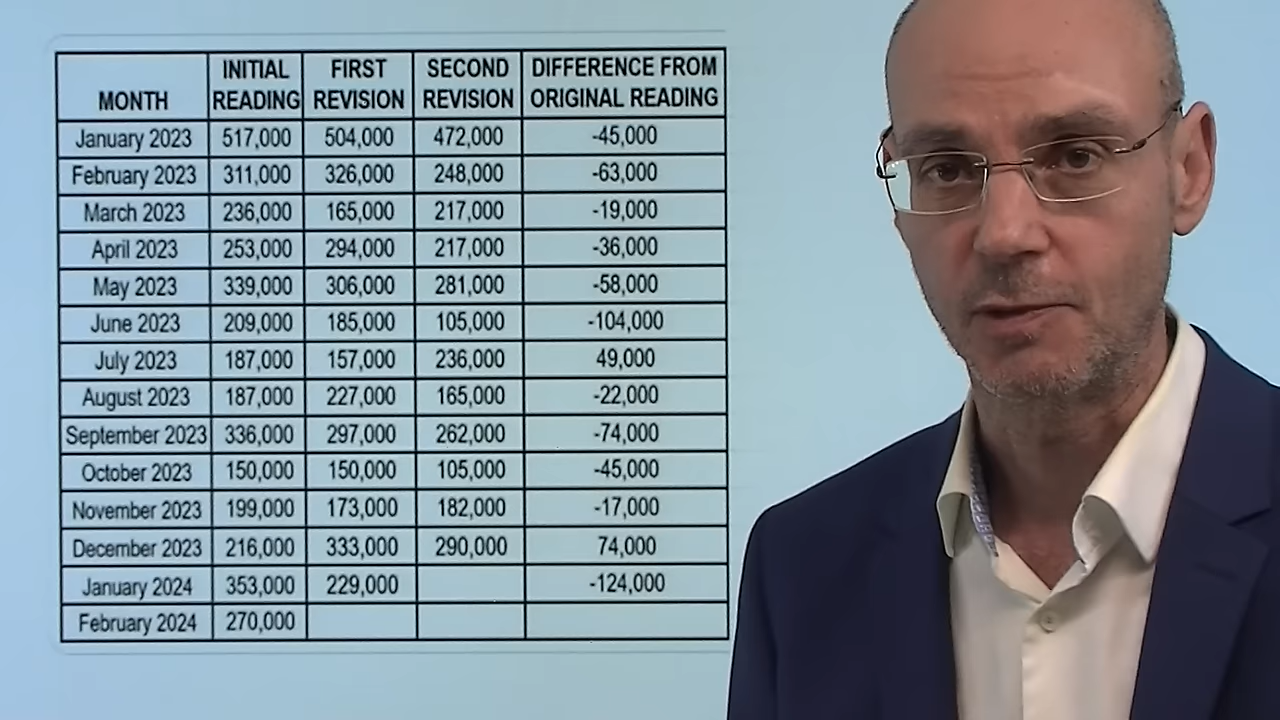 MONTH INITIAL READING FIRST REVISION SECOND REVISION DIFFERENCE FROM ORIGINAL READING
January 2023 517,000 504,000 472,000 -45,000
February 2023 311,000 326,000 248,000 -63,000
March 2023 236,000 165,000 217,000 -19,000
April 2023 253,000 294,000 217,000 -36,000
May 2023 339,000 306,000 281,000 -58,000
June 2023 209,000 185,000 105,000 -104,000
July 2023 187,000 157,000 236,000 49,000
August 2023 187,000 227,000 165,000 -22,000
September 2023 336,000 297,000 262,000 -74,000
October 2023 150,000 150,000 105,000 -45,000
November 2023 199,000 173,000 182,000 -17,000
December 2023 216,000 333,000 290,000 74,000
January 2024 353,000 229,000 -124,000
February 2024 270,000